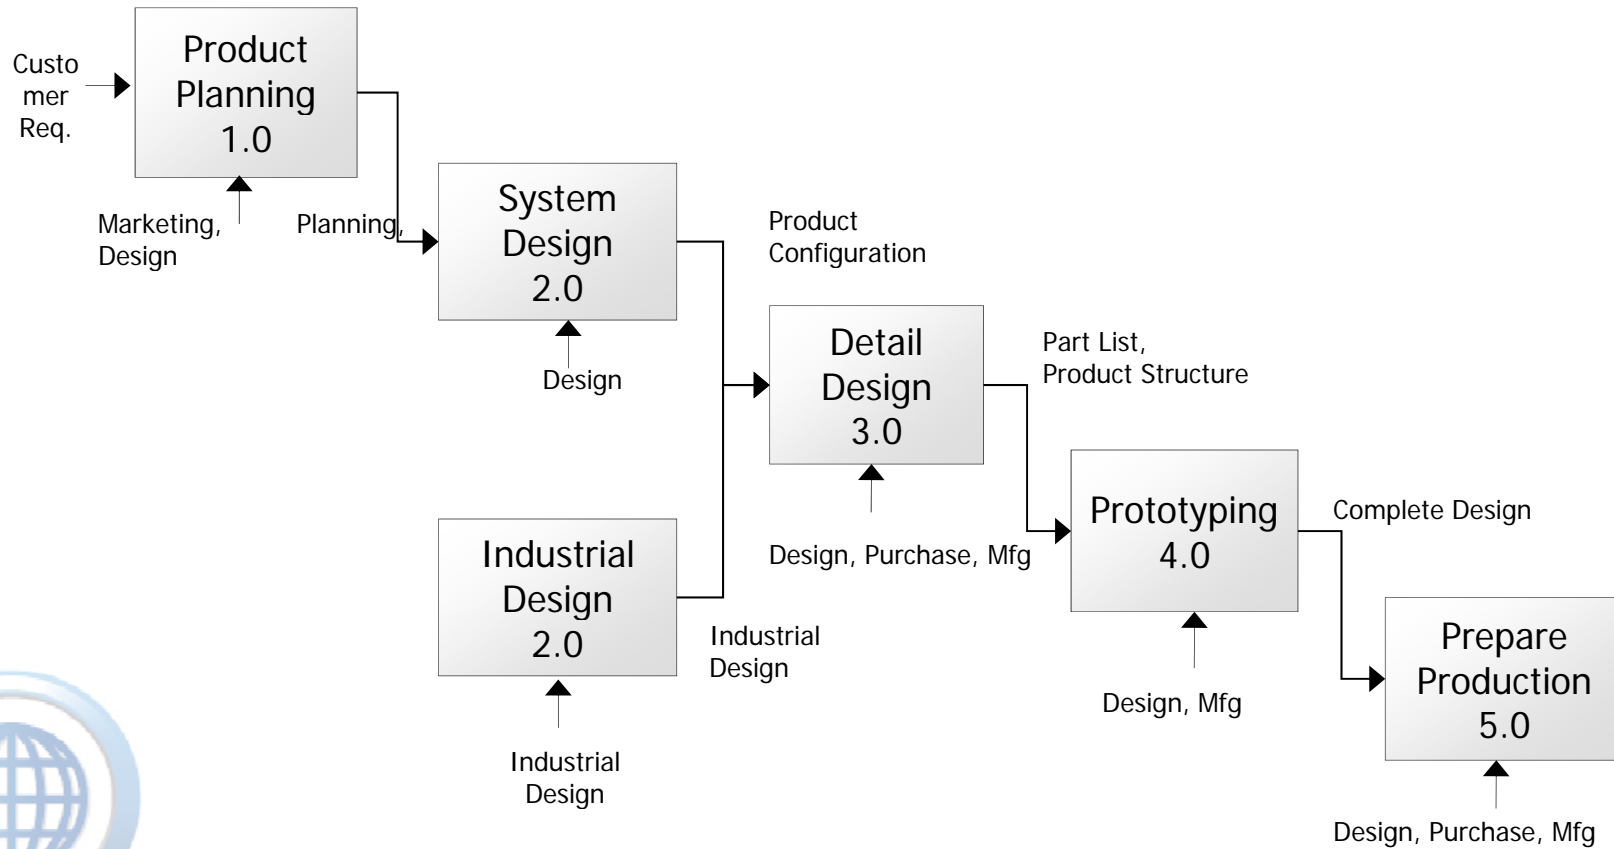 Product
Planning
1.0
Custo
mer
Req.
Marketing, Planning,
Design
System
Design
2.0
Design
Product
Configuration
Detail
Design
3.0
Part List,
Product Structure
Design, Purchase, Mfg
Industrial
Design
2.0
Industrial
Design
Industrial
Design
Prototyping
4.0
Complete Design
Design, Mfg
Prepare
Production
5.0
Design, Purchase, Mfg